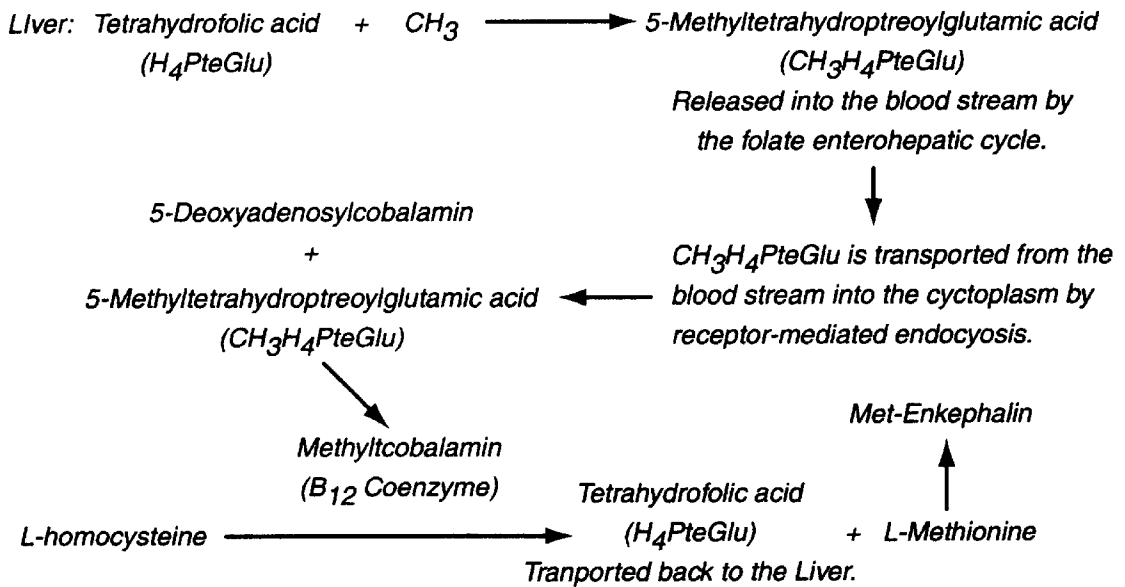 LIver: Tetrahydrofolic acid + CH3 5-Methyltetrahydroptreoylglutamic acid
(H4PteGlu) (CH3H4PteGlu)
Released into the blood stream by
the folate enterohepatic cycle.
5-Deoxyadenosylcobalamin
+
5-Methyltetrahydroptreoylglutamic acid
(CH3H4PteGlu)
CH3H4PteGlu is transported from the
blood stream into the cyctoplasm by
receptor-mediated endocyosis.
Methyltcobalamin
(B12 Coenzyme)
Met-Enkephalin
L-homocysteine
Tetrahydrofolic acid
(H4PteGlu) + L-Methionine
Tranported back to the Liver.